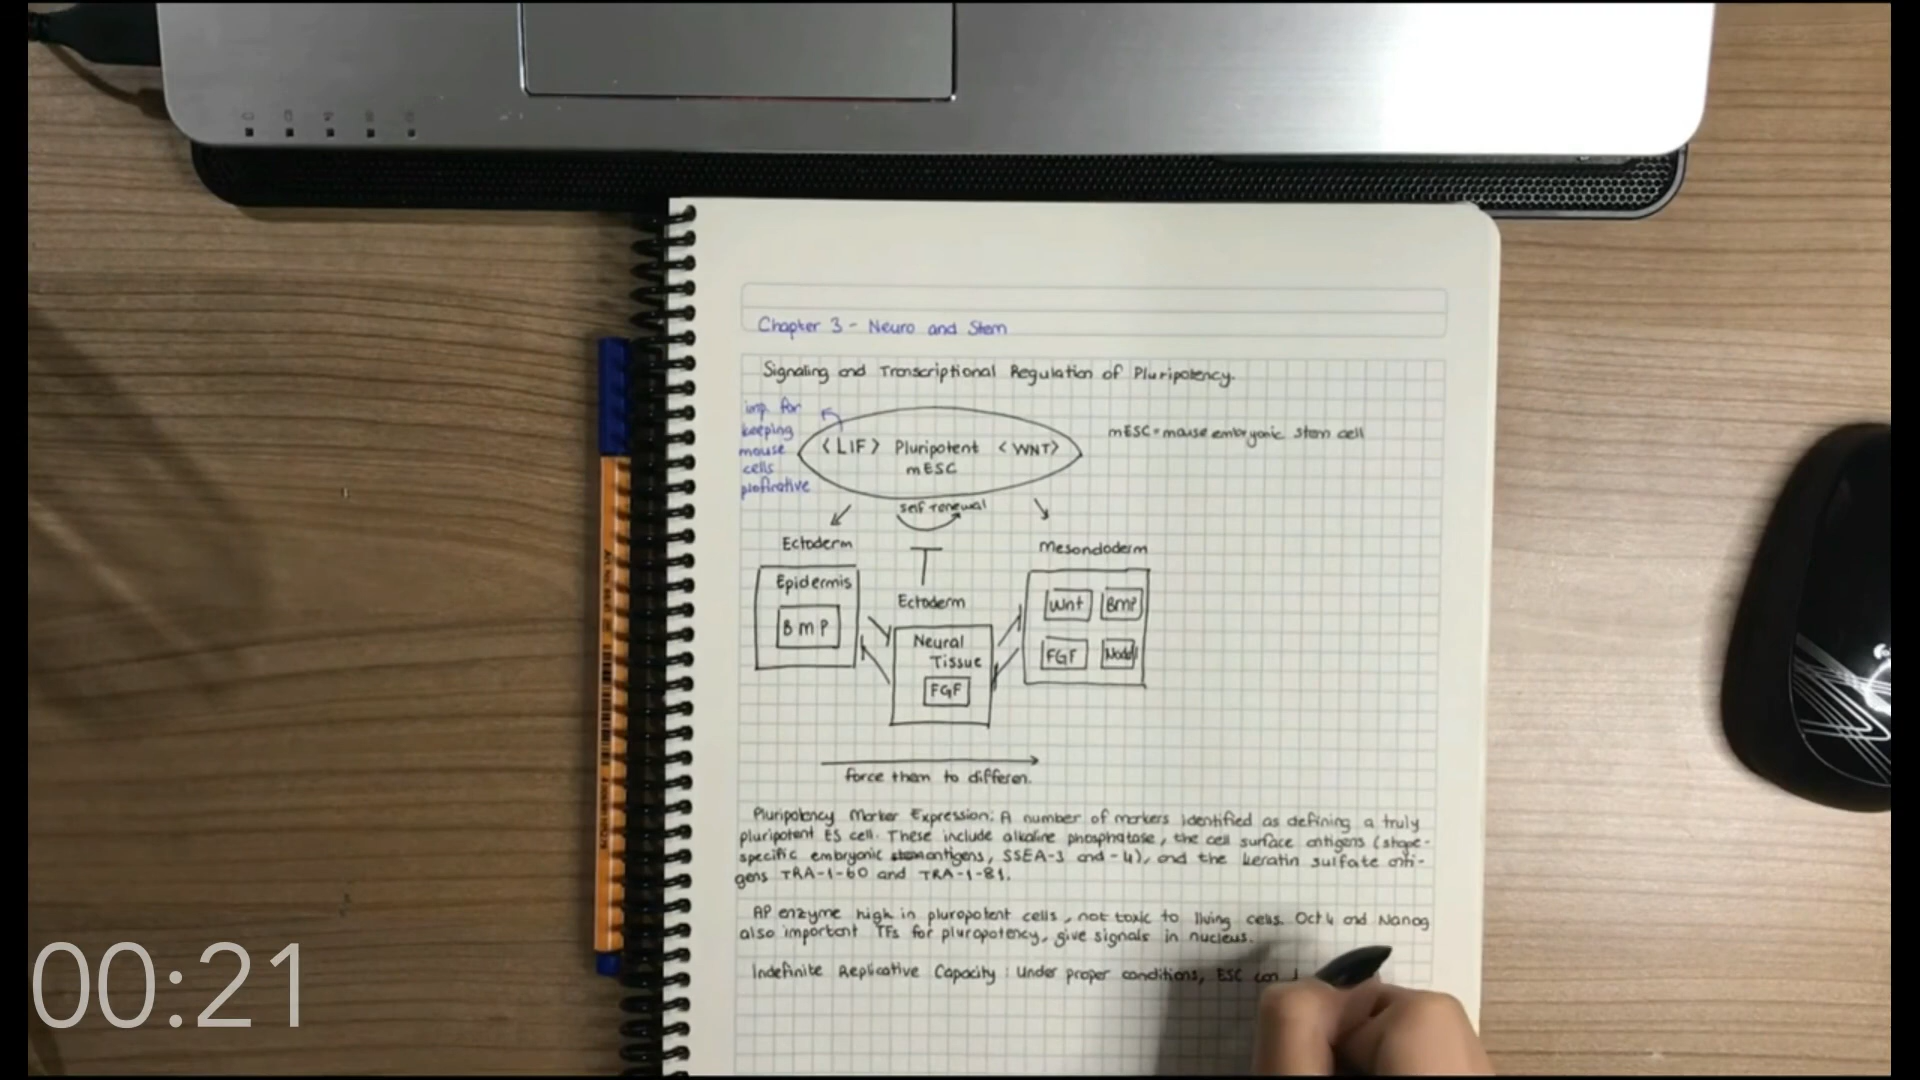 Chapter 3 - Neuro and Stem
Signaling and Transcriptional Regulation of Pluripotency.
imp. for
keeping
mouse
cells
plofirative
<LIF> Pluripotent <WNT>
mESC
mESC = mouse embryonic stem cell
self renewal
Ectoderm
Mesondoderm
Epidermis
BMP
Ectoderm
Neural
Tissue
FGF
Wnt BMP
FGF Nodal
force them to differen.
Pluripotency Marker Expression: A number of markers identified as defining a truly
pluripotent ES cell. These include alkaline phosphatase, the cell surface antigens (shape-
specific embryonic antigens, SSEA-3 and -4), and the keratin sulfate anti-
gens TRA-1-60 and TRA-1-81.
AP enzyme high in pluropotent cells, not toxic to living cells. Oct 4 and Nanog
also important TFs for pluropotency, give signals in nucleus.
Indefinite Replicative Capacity: Under proper conditions, ESC can
00:21